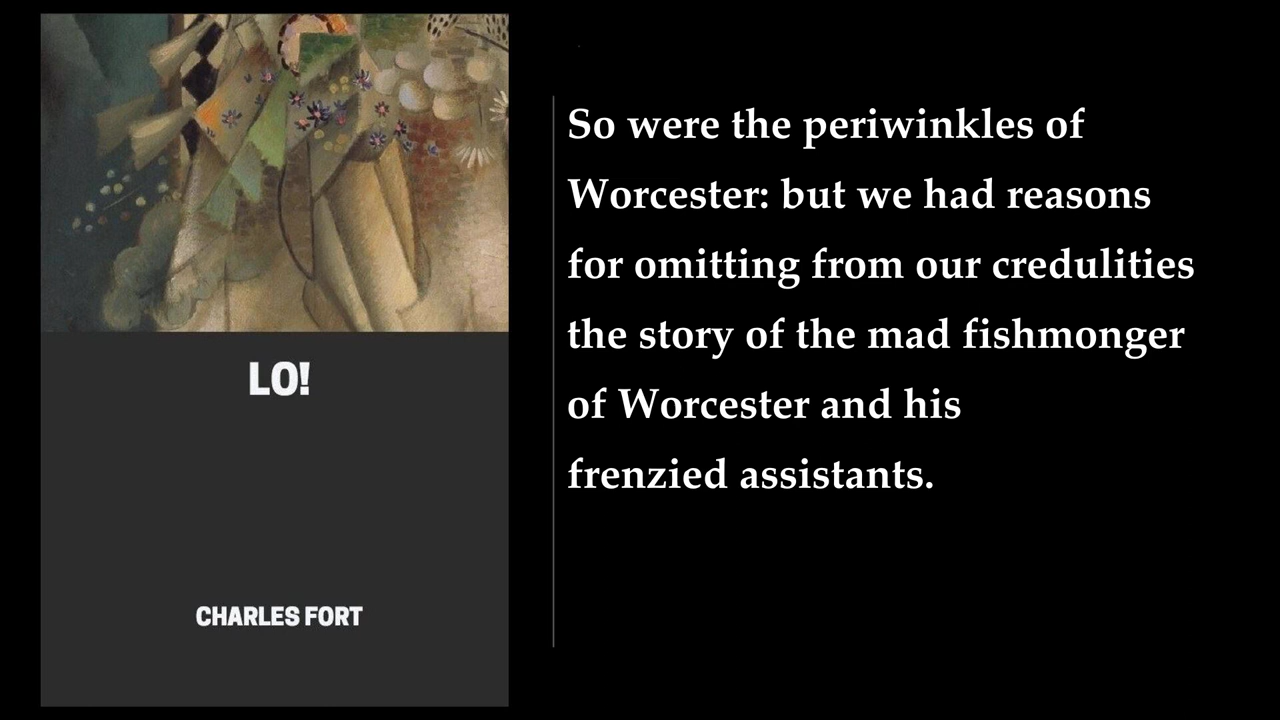 LO!
CHARLES FORT
So were the periwinkles of
Worcester: but we had reasons
for omitting from our credulities
the story of the mad fishmonger
of Worcester and his
frenzied assistants.